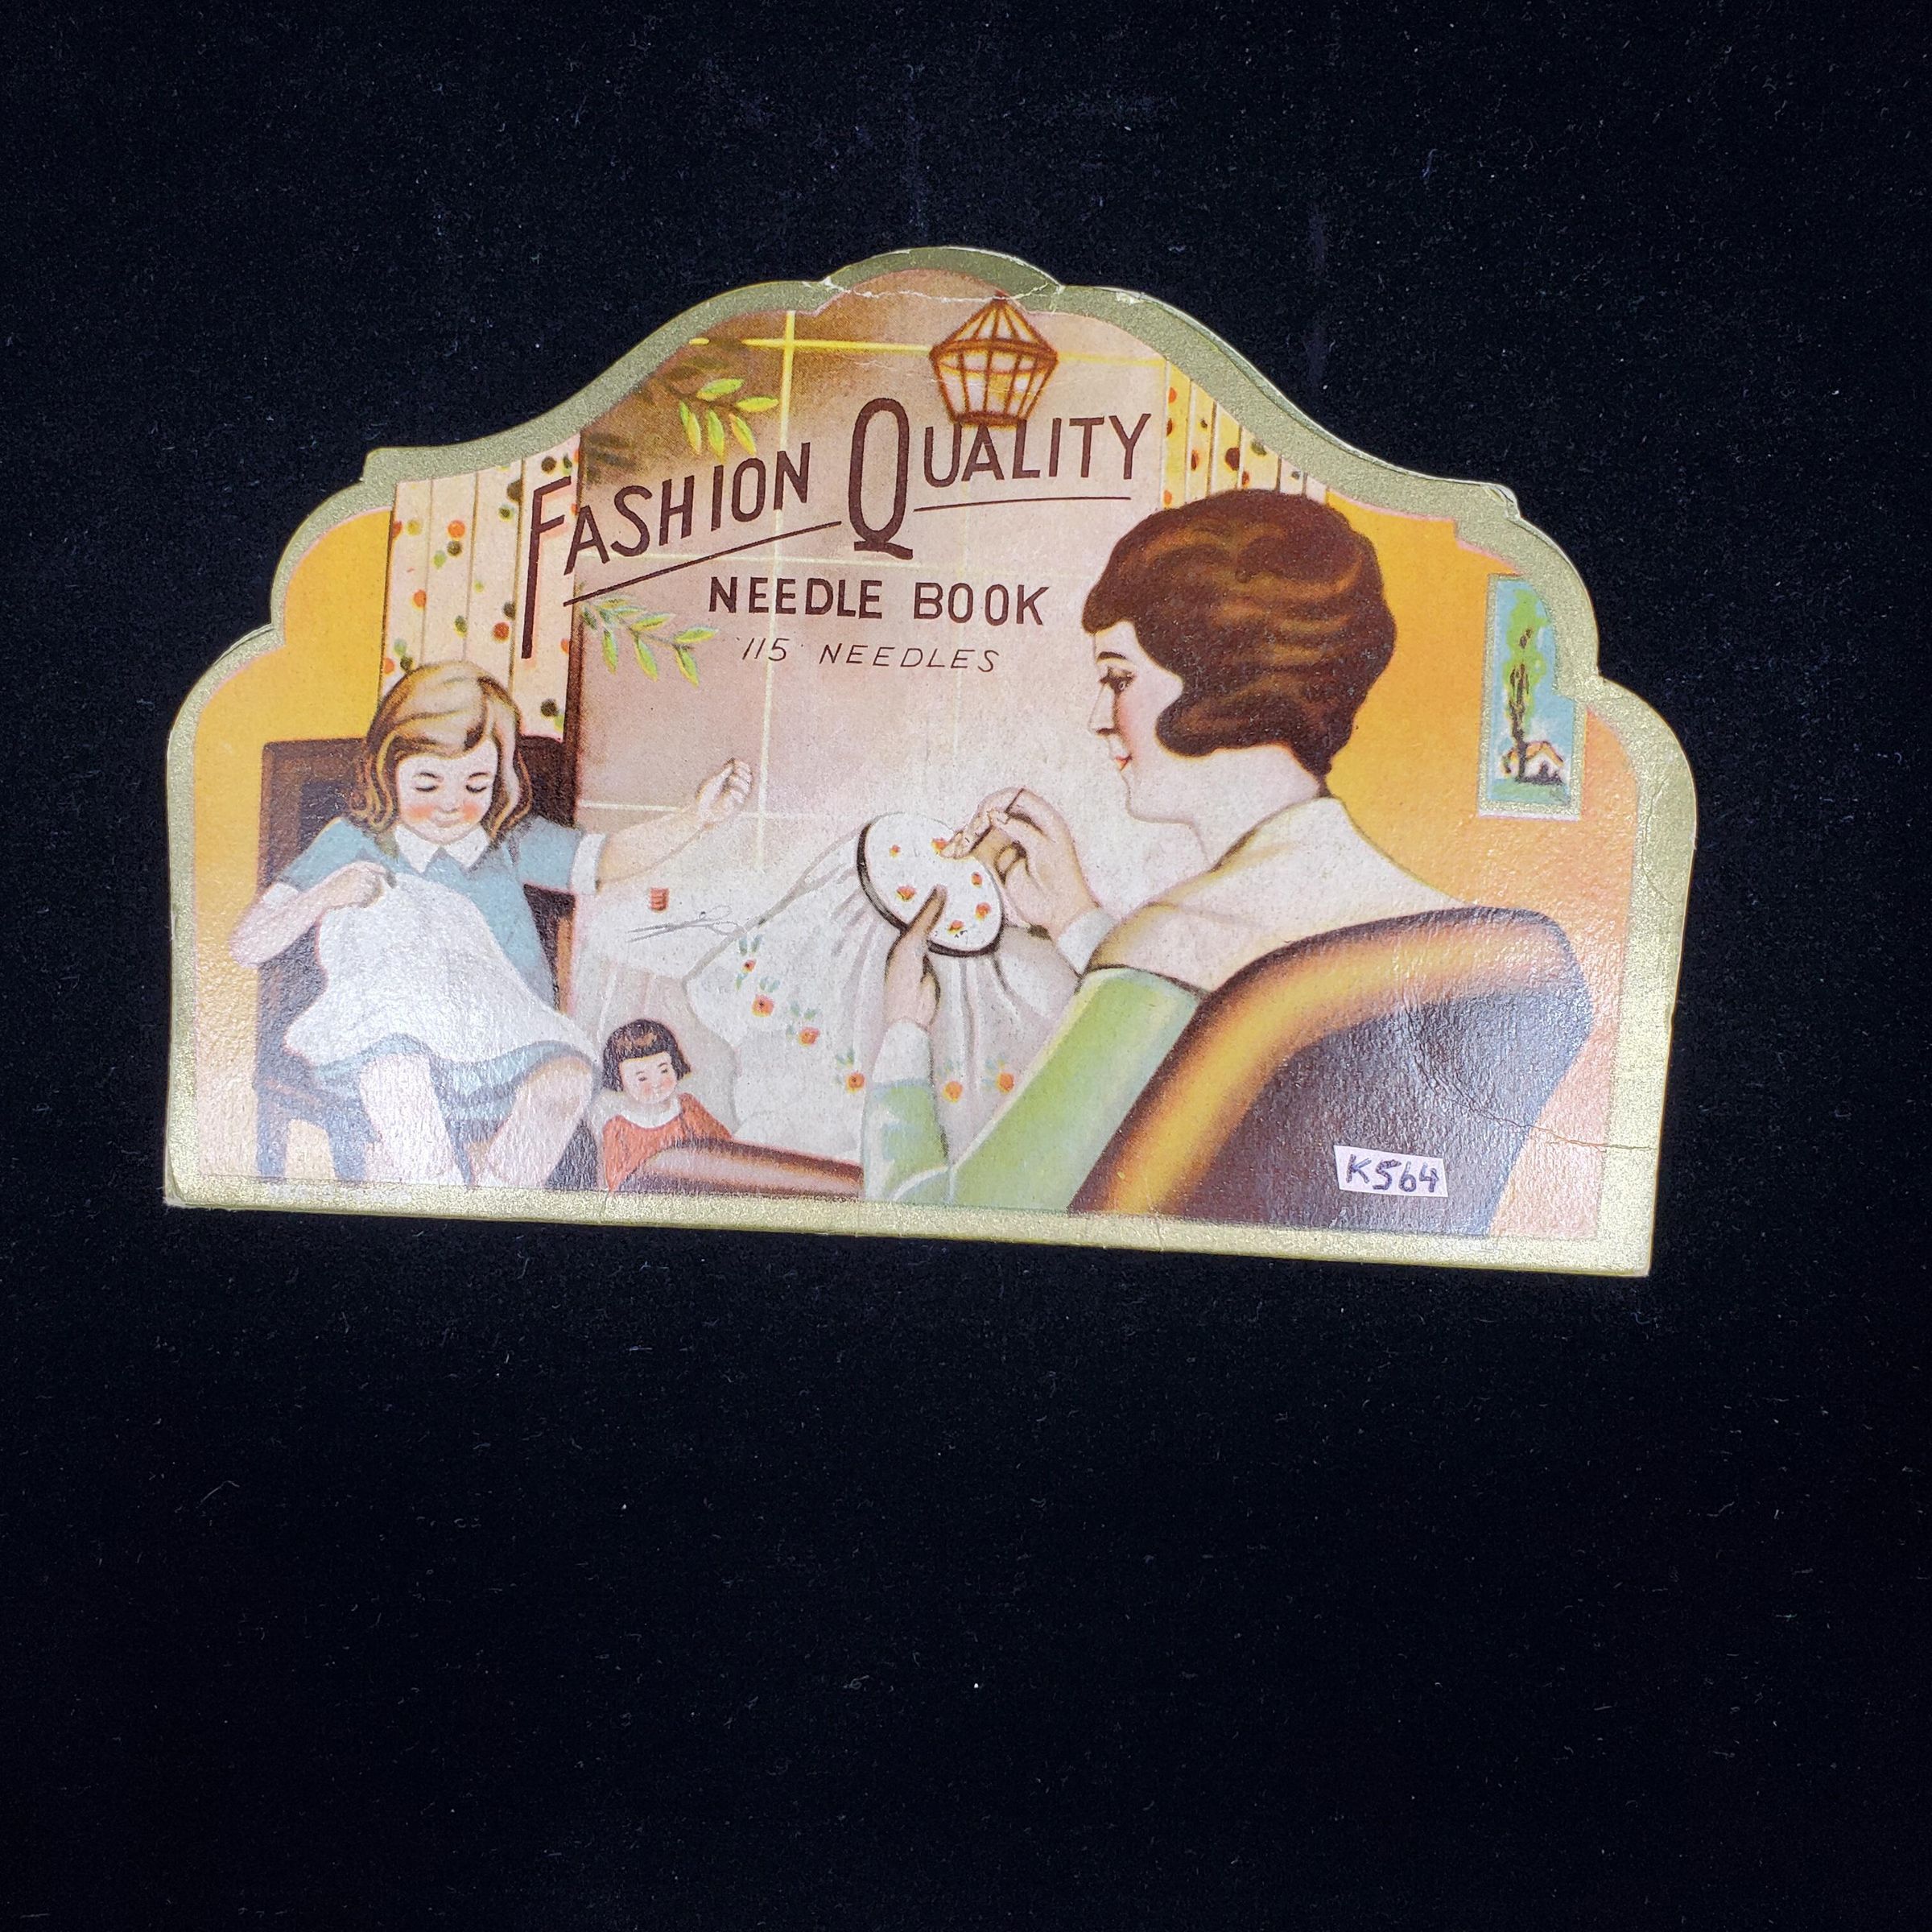 FASHION QUALITY
NEEDLE BOOK
115 NEEDLES
K564